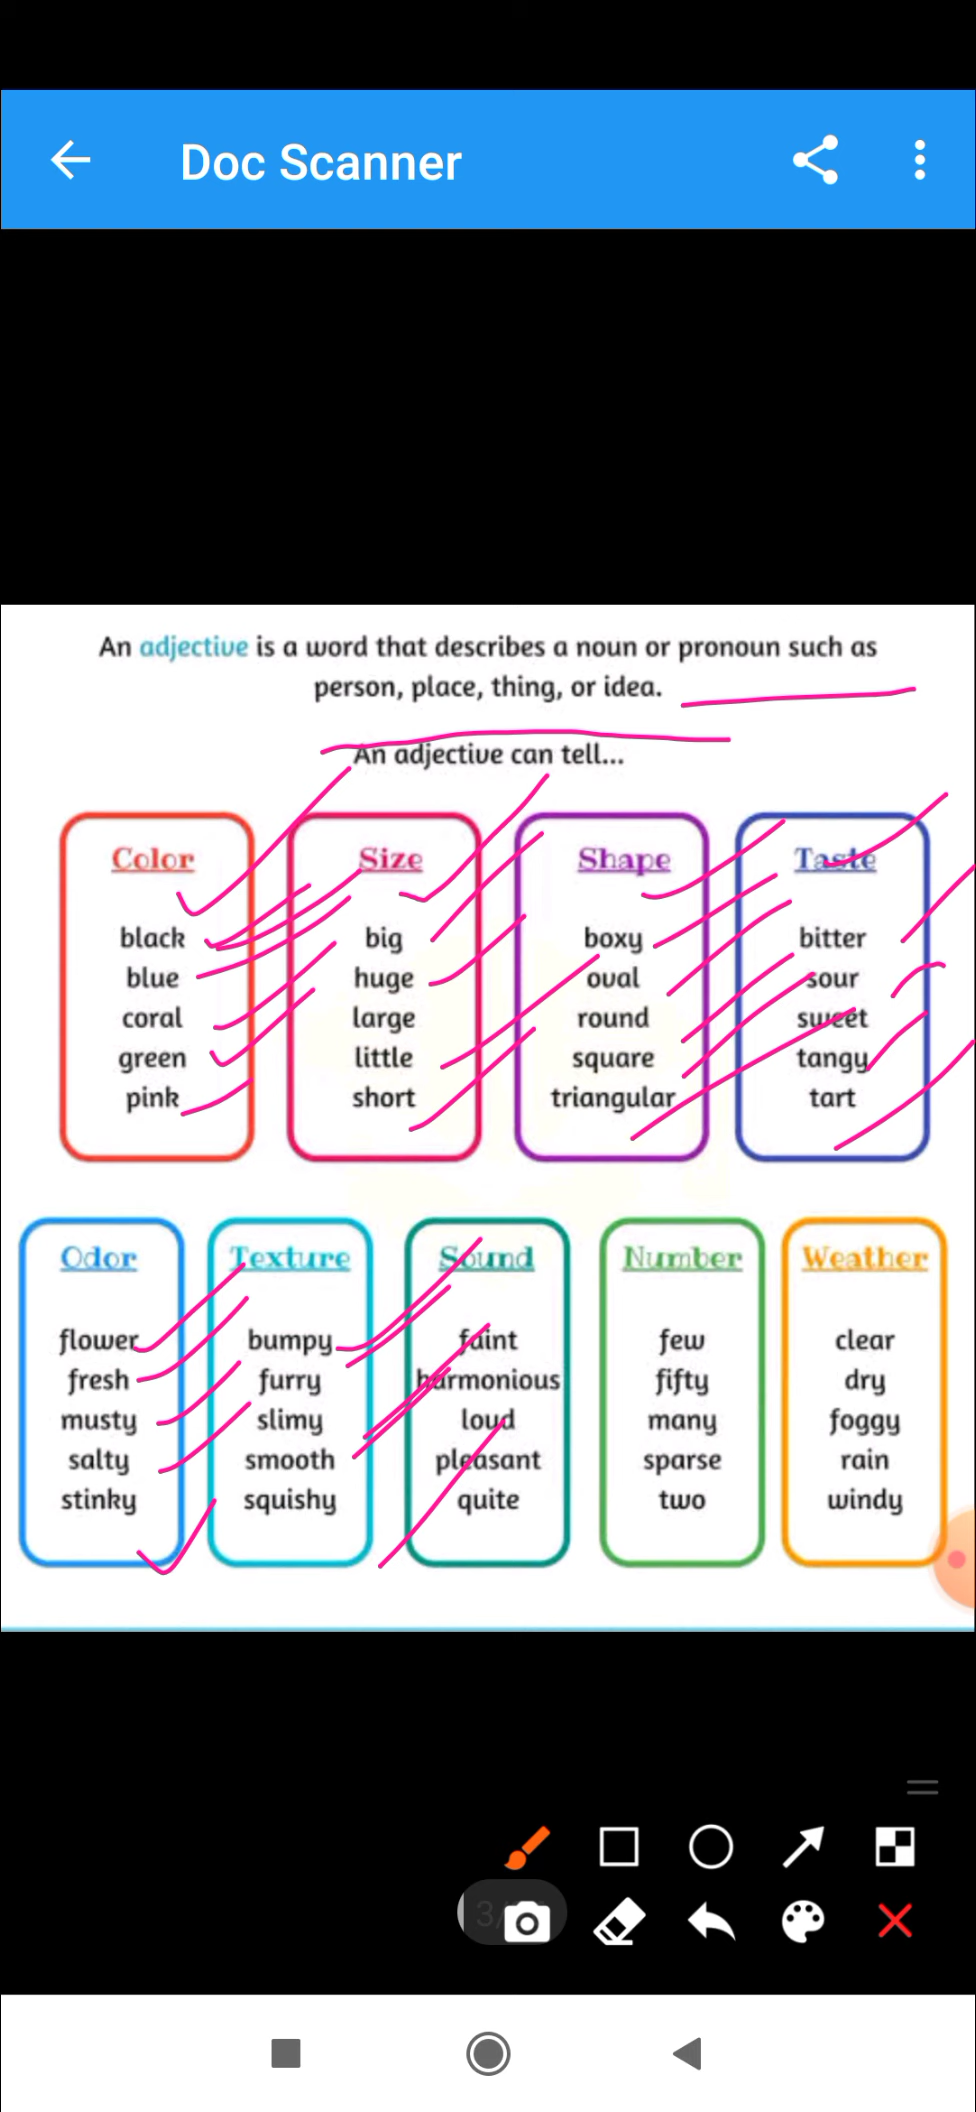 Doc Scanner
An adjective is a word that describes a noun or pronoun such as
person, place, thing, or idea.
An adjective can tell...
Color
black
blue
coral
green
pink
Size
big
huge
large
little
short
Shape
boxy
oval
round
square
triangular
Taste
bitter
sour
sweet
tangy
tart
Odor
flower
fresh
musty
salty
stinky
Texture
bumpy
furry
slimy
smooth
squishy
Sound
faint
harmonious
loud
pleasant
quite
Number
few
fifty
many
sparse
two
Weather
clear
dry
foggy
rain
windy